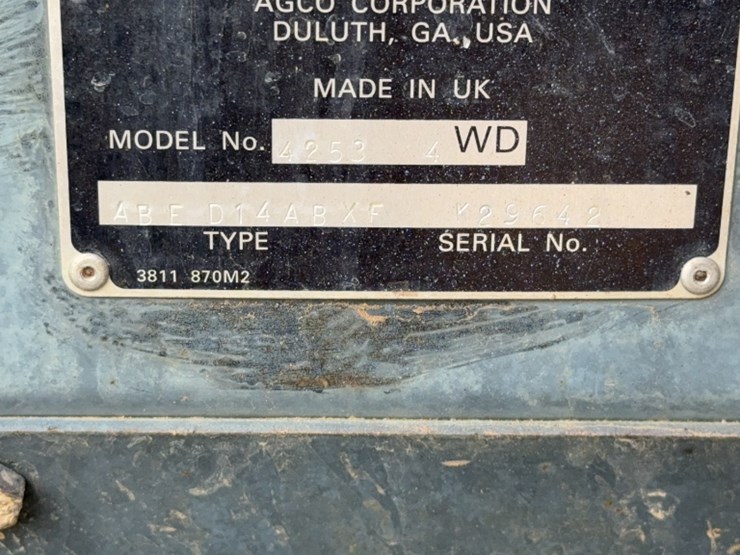 AGCO CORPORATION
DULUTH, GA, USA
MADE IN UK
MODEL No. 4253 4 WD
ABE D14ABXF K29642
TYPE SERIAL No.
3811 870M2